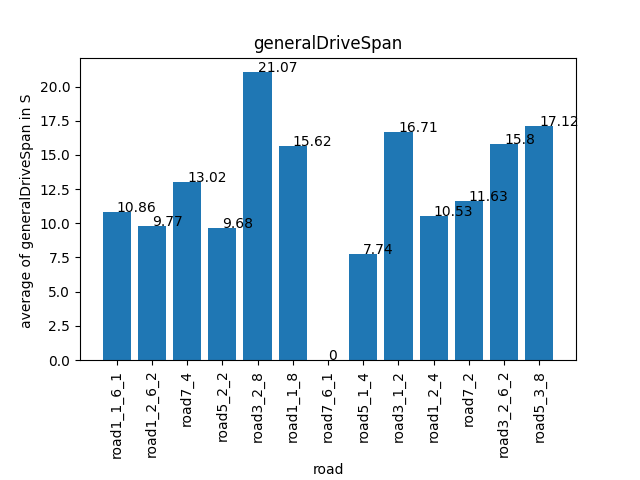 generalDriveSpan
average of generalDriveSpan in S
20.0
17.5
15.0
12.5
10.0
7.5
5.0
2.5
0.0
10.86
9.77
13.02
9.68
21.07
15.62
0
7.74
16.71
10.53
11.63
15.8
17.12
road1_1_6_1
road1_2_6_2
road7_4
road5_2_2
road3_2_8
road1_1_8
road7_6_1
road5_1_4
road3_1_2
road1_2_4
road7_2
road3_2_6_2
road5_3_8
road